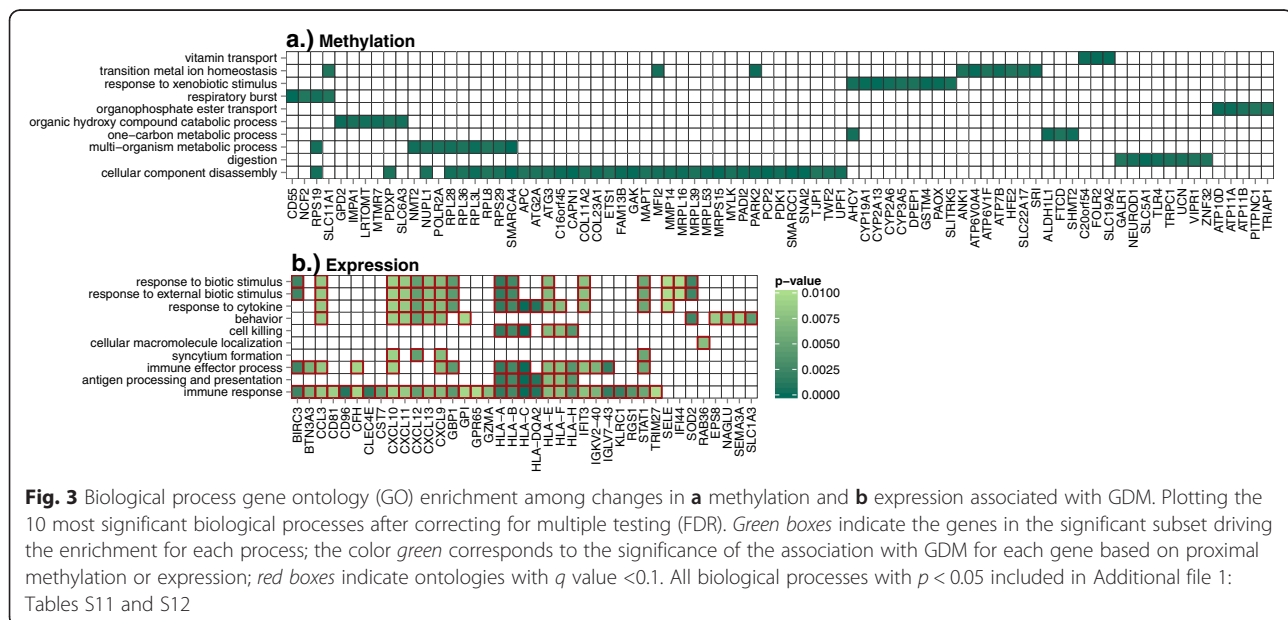 a.) Methylation
vitamin transport
transition metal ion homeostasis
response to xenobiotic stimulus
respiratory burst
organophosphate ester transport
organic hydroxy compound catabolic process
one-carbon metabolic process
multi-organism metabolic process
digestion
cellular component disassembly
CD55
NCF2
RPS19
SLC11A1
GPD2
IMPA1
LRTOMT
MTMR7
PDXP
SLC6A3
NMT2
NUPL1
POLR2A
RPL28
RPL36
RPL3L
RPL8
RPS29
SMARCA4
APC
ATG2A
ATG3
C16orf45
CAPN1
COL11A2
COL23A1
ETS1
FAM13B
GAK
MAPT
MFI2
MMP14
MRPL16
MRPL39
MRPL53
MRPS15
MYLK
PADI2
PARK2
PCP2
PDK1
SMARCC1
SNAI2
TJP1
TWF2
UPF1
AHCY
CYP19A1
CYP2A13
CYP2A6
CYP3A5
DPEP1
GSTM4
PAOX
SLITRK5
ANK1
ATP6V0A4
ATP6V1F
ATP7B
HFE2
SLC22A17
SRI
ALDH1L1
FTCD
SHMT2
C20orf54
FOLR2
SLC19A2
GALR1
NEUROD1
SLC5A1
TLR4
TRPC1
UCN
VIPR1
ZNF32
ATP10D
ATP11A
ATP11B
PITPNC1
TRIAP1
b.) Expression
response to biotic stimulus
response to external biotic stimulus
response to cytokine
behavior
cell killing
cellular macromolecule localization
syncytium formation
immune effector process
antigen processing and presentation
immune response
BIRC3
BTN3A3
CCL3
CD81
CD96
CFH
CLEC4E
CST7
CXCL10
CXCL11
CXCL12
CXCL13
CXCL9
GBP1
GPI
GPR65
GZMA
HLA-A
HLA-B
HLA-C
HLA-DQA2
HLA-E
HLA-F
HLA-H
IFIT3
IGKV2-40
IGLV7-43
KLRC1
RGS1
STAT1
TRIM27
SELE
IFI44
SOD2
RAB36
EPS8
NAGLU
SEMA3A
SLC1A3
p-value
0.0100
0.0075
0.0050
0.0025
0.0000
Fig. 3 Biological process gene ontology (GO) enrichment among changes in a methylation and b expression associated with GDM. Plotting the
10 most significant biological processes after correcting for multiple testing (FDR). Green boxes indicate the genes in the significant subset driving
the enrichment for each process; the color green corresponds to the significance of the association with GDM for each gene based on proximal
methylation or expression; red boxes indicate ontologies with q value <0.1. All biological processes with p < 0.05 included in Additional file 1:
Tables S11 and S12